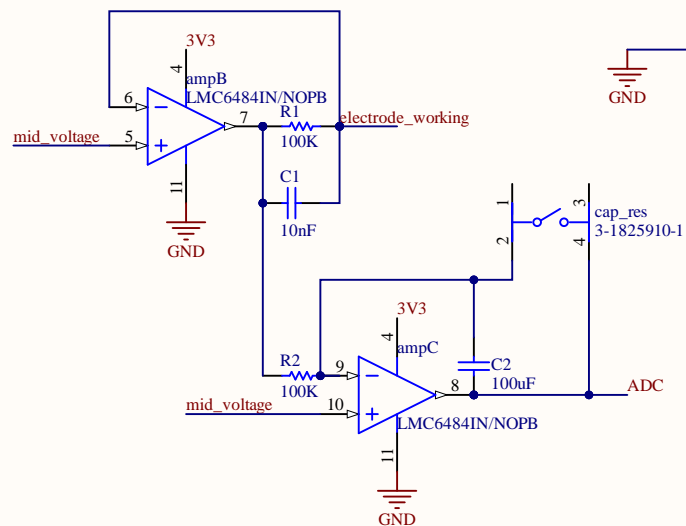 3V3
4
ampB
LMC6484IN/NOPB
GND
6
7
R1
100K
electrode_working
mid_voltage
5
11
C1
10nF
GND
1
2
3
4
cap_res
3-1825910-1
3V3
4
ampC
R2
100K
9
8
C2
100uF
ADC
mid_voltage
10
LMC6484IN/NOPB
11
GND